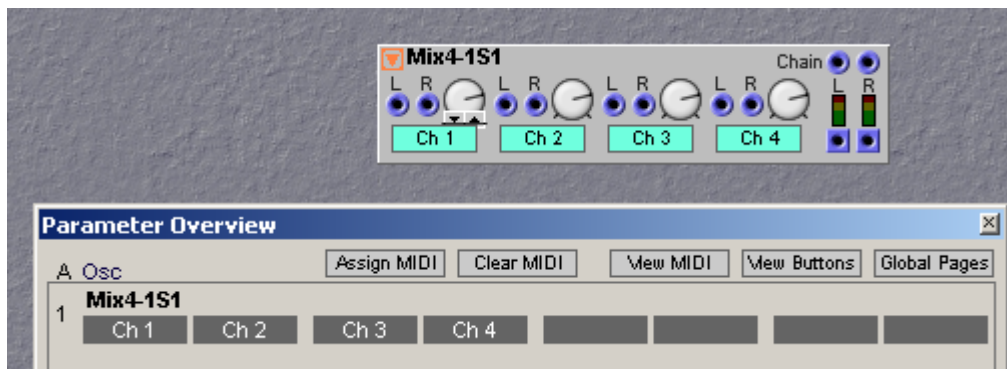 Mix4-1S1
Chain
L R L R L R L R L R
Ch 1 Ch 2 Ch 3 Ch 4
Parameter Overview
A Osc Assign MIDI Clear MIDI View MIDI View Buttons Global Pages
Mix4-1S1
1
Ch 1 Ch 2 Ch 3 Ch 4